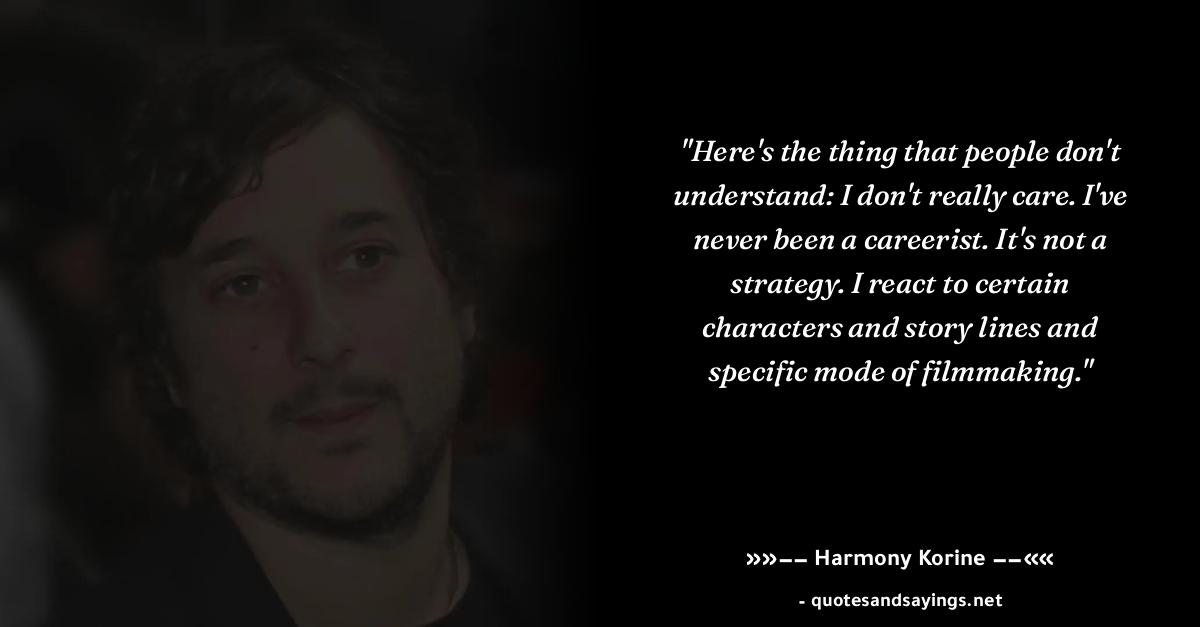 "Here's the thing that people don't
understand: I don't really care. I've
never been a careerist. It's not a
strategy. I react to certain
characters and story lines and
specific mode of filmmaking."
»»−− Harmony Korine −−««
- quotesandsayings.net